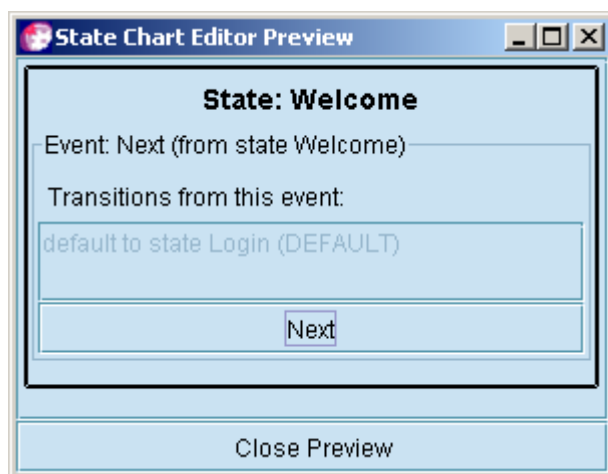 State Chart Editor Preview
State: Welcome
Event: Next (from state Welcome)
Transitions from this event:
default to state Login (DEFAULT)
Next
Close Preview